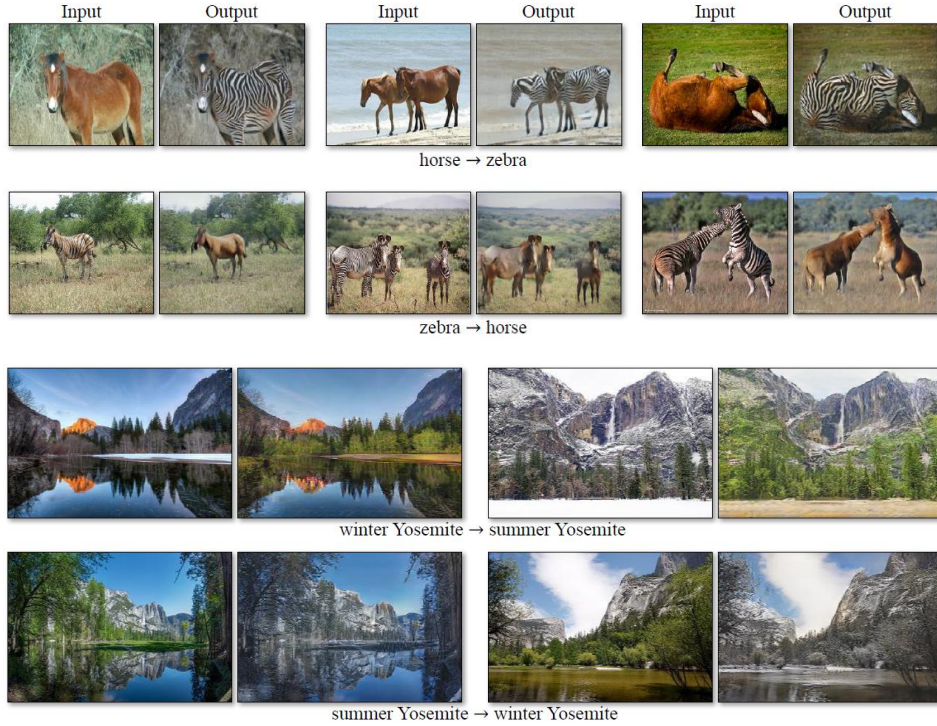 Input Output Input Output Input Output
horse → zebra
zebra → horse
winter Yosemite → summer Yosemite
summer Yosemite → winter Yosemite